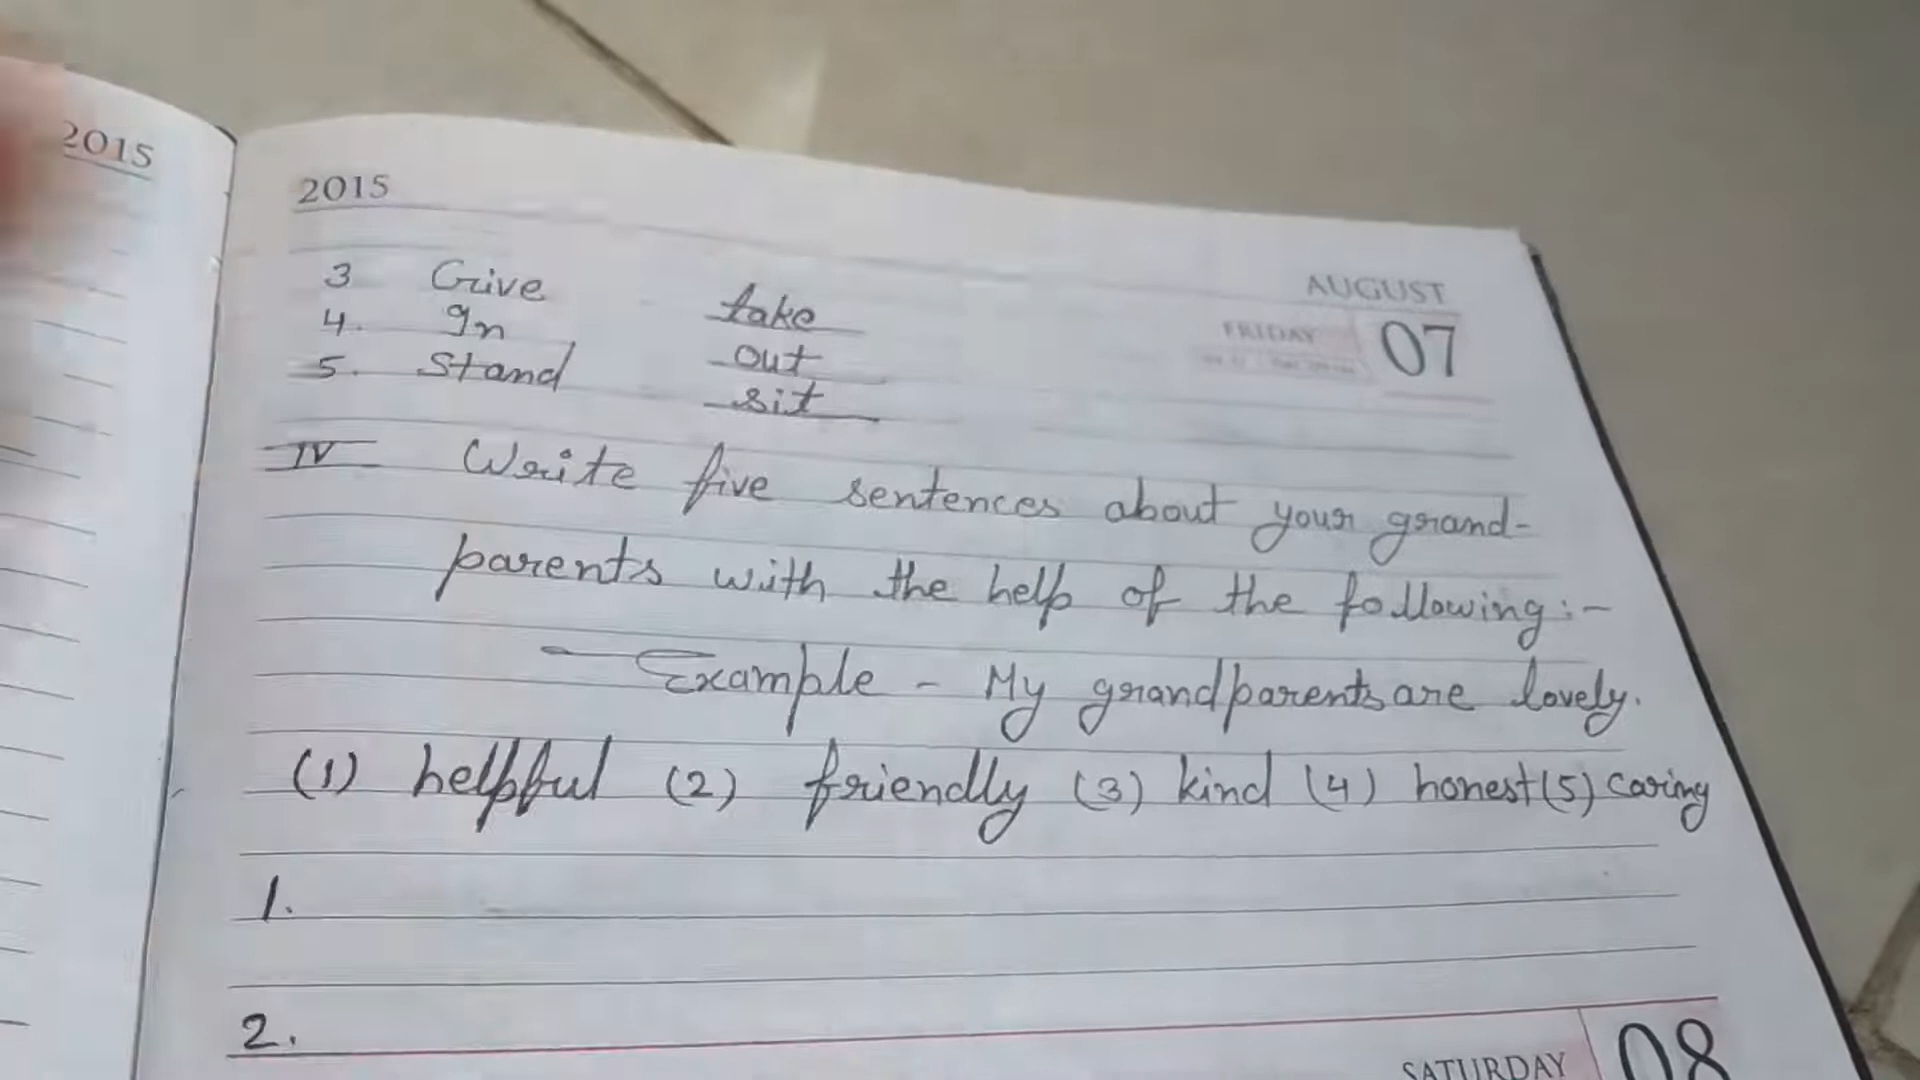 2015
2015
AUGUST
FRIDAY 07
3 Give take
4. In out
5. Stand sit
IV Write five sentences about your grand-
parents with the help of the following :-
Example - My grandparents are lovely.
(1) helpful (2) friendly (3) kind (4) honest (5) caring
1.
2.
SATURDAY 08